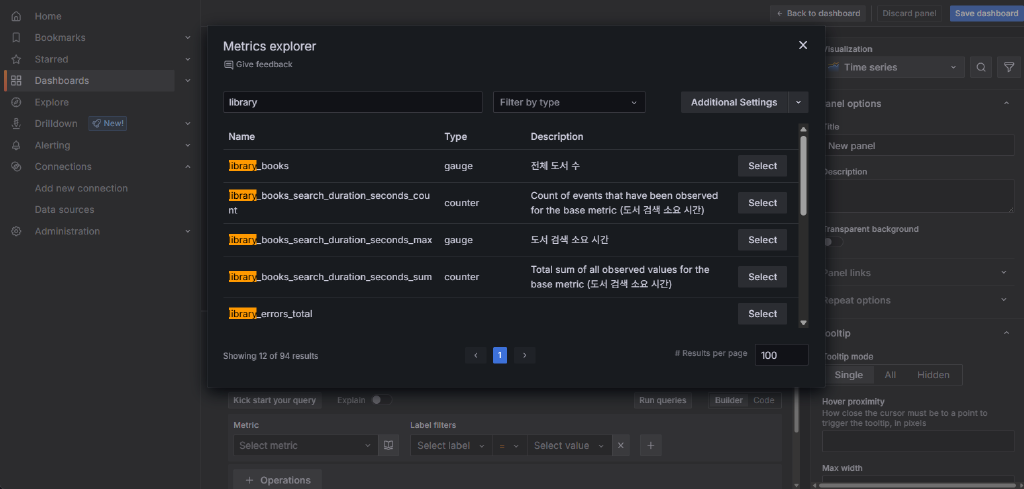 Home
Bookmarks
Starred
Dashboards
Explore
Drilldown New!
Alerting
Connections
Add new connection
Data sources
Administration
← Back to dashboard Discard panel Save dashboard
Metrics explorer
Give feedback
library Filter by type Additional Settings
Name Type Description
library_books gauge 전체 도서 수 Select
library_books_search_duration_seconds_cou
nt counter Count of events that have been observed
for the base metric (도서 검색 소요 시간) Select
library_books_search_duration_seconds_max gauge 도서 검색 소요 시간 Select
library_books_search_duration_seconds_sum counter Total sum of all observed values for the
base metric (도서 검색 소요 시간) Select
library_errors_total Select
Showing 12 of 94 results ‹ 1 › # Results per page 100
Kick start your query Explain Run queries Builder Code
Metric Label filters
Select metric Select label = Select value × +
+ Operations
Visualization
Time series
Panel options
Title
New panel
Description
Transparent background
Panel links
Repeat options
Tooltip
Tooltip mode
Single All Hidden
Hover proximity
How close the cursor must be to a point to
trigger the tooltip, in pixels
Max width